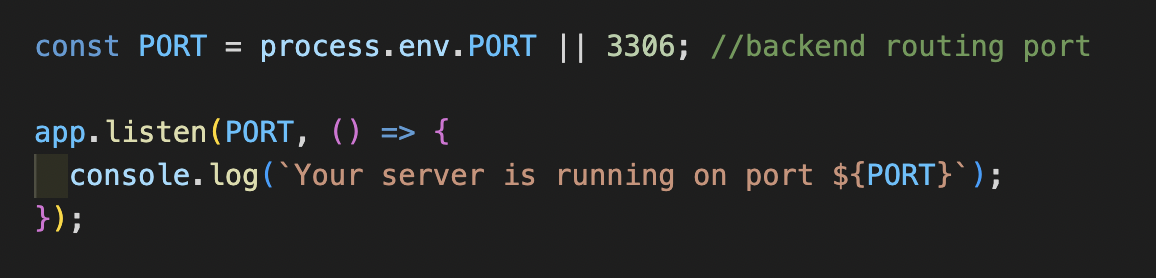 const PORT = process.env.PORT || 3306; //backend routing port
app.listen(PORT, () => {
  console.log(`Your server is running on port ${PORT}`);
});